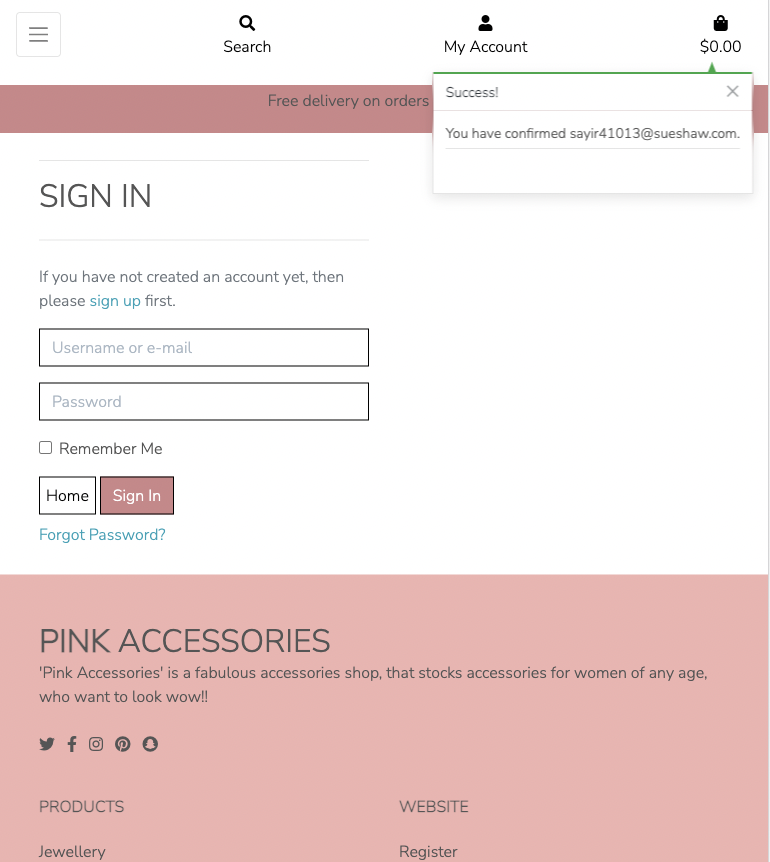 Search
My Account
$0.00
Free delivery on orders
Success!
You have confirmed sayir41013@sueshaw.com.
SIGN IN
If you have not created an account yet, then
please sign up first.
Username or e-mail
Password
Remember Me
Home
Sign In
Forgot Password?
PINK ACCESSORIES
'Pink Accessories' is a fabulous accessories shop, that stocks accessories for women of any age,
who want to look wow!!
PRODUCTS
WEBSITE
Jewellery
Register